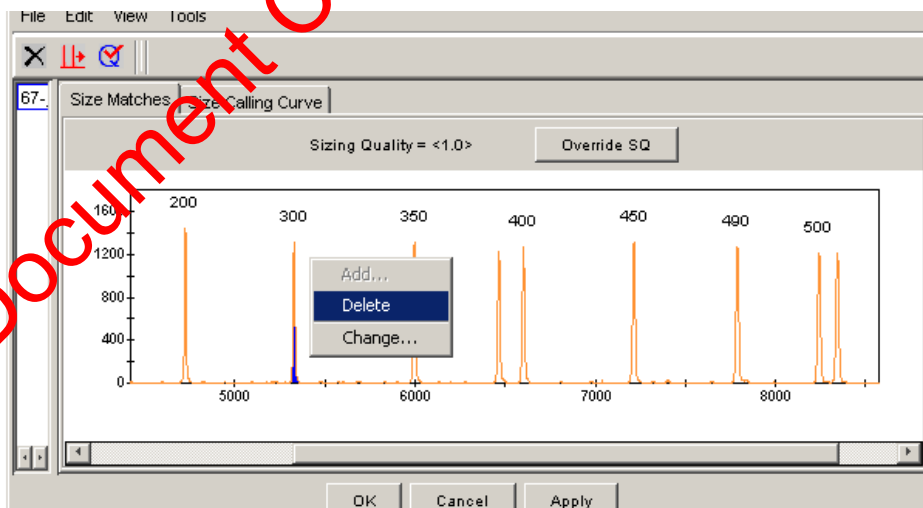 File Edit View Tools
67-
Size Matches Size Calling Curve
Sizing Quality = <1.0> Override SQ
200 300 350 400 450 490 500
1600
1200
800
400
0
Add...
Delete
Change...
5000 6000 7000 8000
OK Cancel Apply
Document